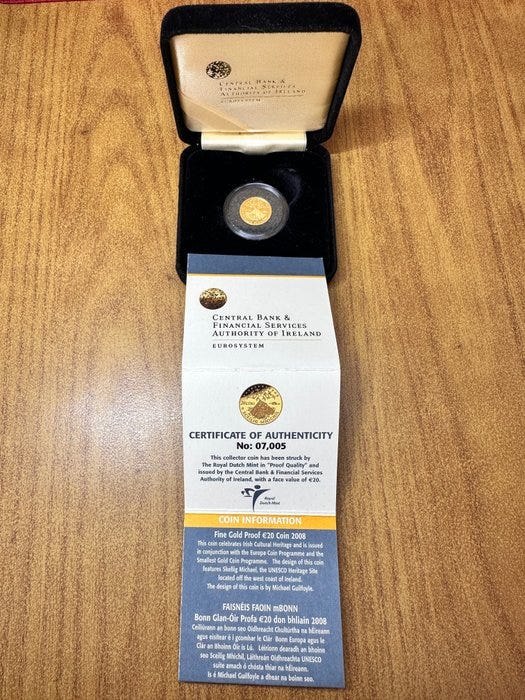 CENTRAL BANK &
FINANCIAL SERVICES
AUTHORITY OF IRELAND
EUROSYSTEM
CENTRAL BANK &
FINANCIAL SERVICES
AUTHORITY OF IRELAND
EUROSYSTEM
CERTIFICATE OF AUTHENTICITY
No: 07,005
This collector coin has been struck by
The Royal Dutch Mint in "Proof Quality" and
issued by the Central Bank & Financial Services
Authority of Ireland, with a face value of €20.
Royal
Dutch Mint
COIN INFORMATION
Fine Gold Proof €20 Coin 2008
This coin celebrates Irish Cultural Heritage and is issued
in conjunction with the Europa Coin Programme and the
Smallest Gold Coin Programme. The design of this coin
features Skellig Michael, the UNESCO Heritage Site
located off the west coast of Ireland.
The design of this coin is by Michael Guilfoyle.
FAISNÉIS FAOIN mBONN
Bonn Glan-Óir Profa €20 don bhliain 2008
Ceiliúrann an bonn seo Oidhreacht Chultúrtha na hÉireann
agus eisítear é i gcomhar le Clár Bonn Europa agus le
Clár an Bhoinn Óir is Lú. Léiríonn dearadh an bhoinn
seo Sceilig Mhichíl, Láithreán Oidhreachta UNESCO
suite amach ó chósta thiar na hÉireann.
Is é Michael Guilfoyle a dhear na boinn seo.